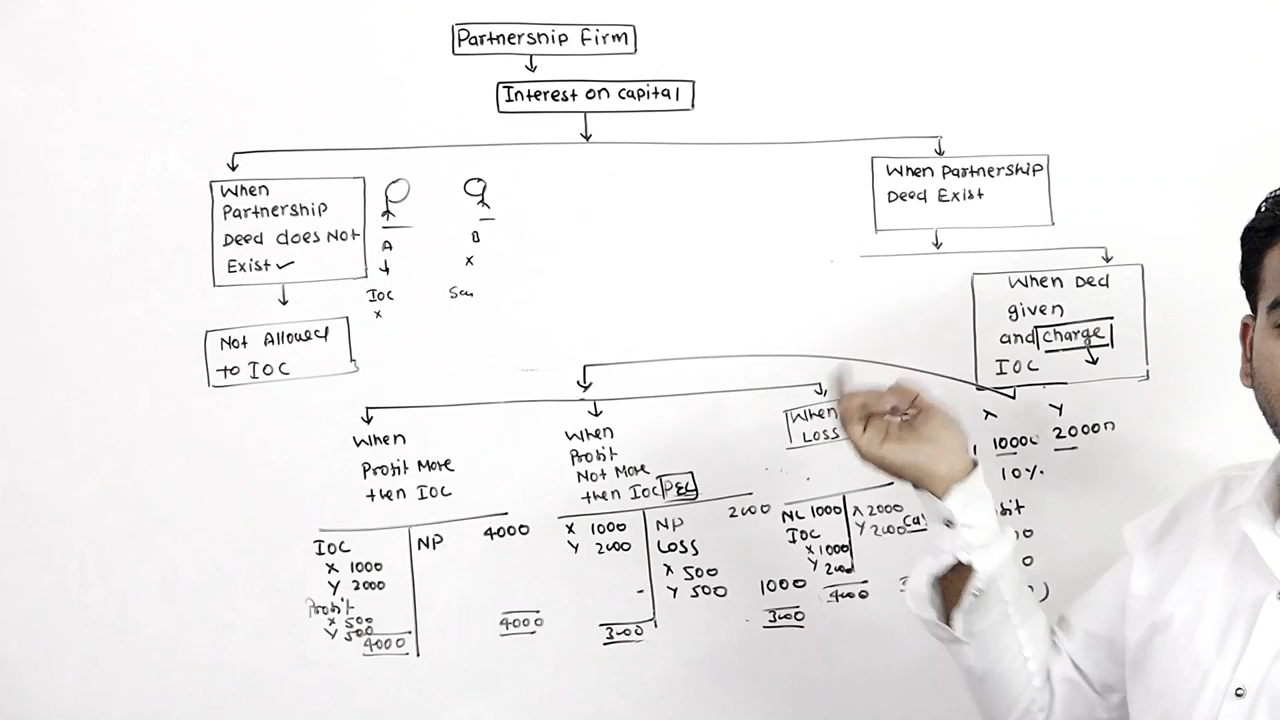 Partnership Firm
Interest on capital
When
Partnership
Deed does Not
Exist ✓
A
IOC
x
B
x
Not Allowed
to IOC
When Partnership
Deed Exist
When Ded
given
and charge
IOC
X Y
10000 20000
10%
When
Profit More
then IOC
When
Profit
Not More
then IOC
When
LOSS
IOC
X 1000
Y 2000
Profit
X 500
Y 500
4000
NP 4000
4000
X 1000
Y 2000
3000
NP 2000
LOSS
X 500
Y 500 1000
3000
NL 1000
IOC
X 1000
Y 2000
4000
X 2000
Y 2000